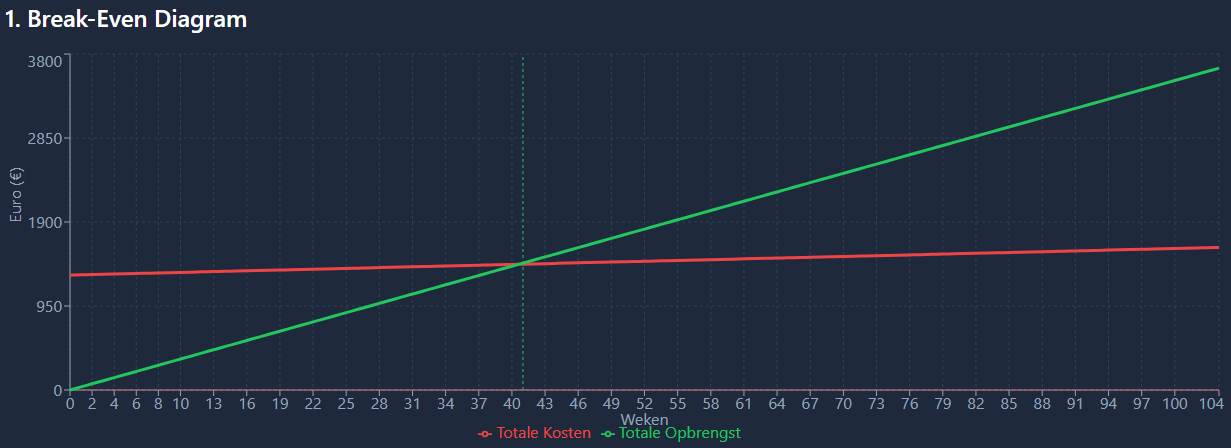 1. Break-Even Diagram
3800
2850
1900
950
0
Euro (€)
0 2 4 6 8 10 13 16 19 22 25 28 31 34 37 40 43 46 49 52 55 58 61 64 67 70 73 76 79 82 85 88 91 94 97 100 104
Weken
Totale Kosten Totale Opbrengst